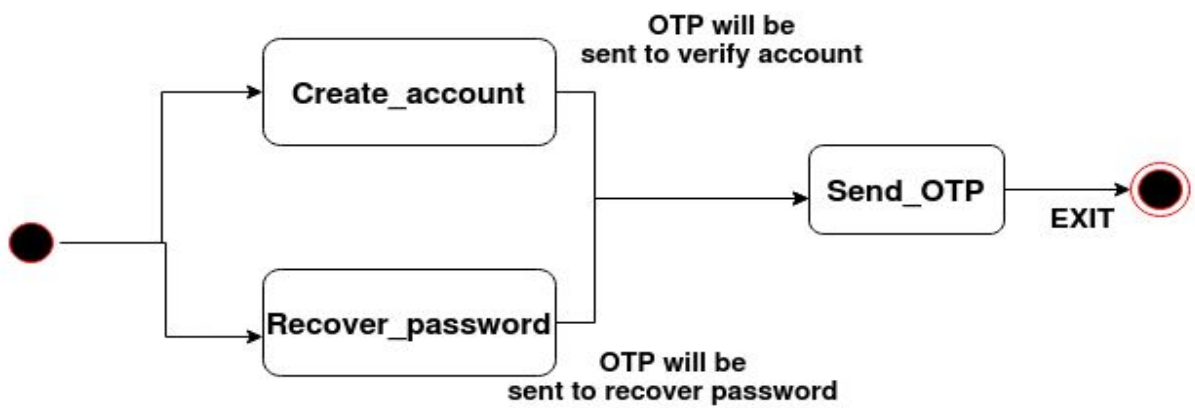 OTP will be
sent to verify account
Create_account
Send_OTP
EXIT
Recover_password
OTP will be
sent to recover password